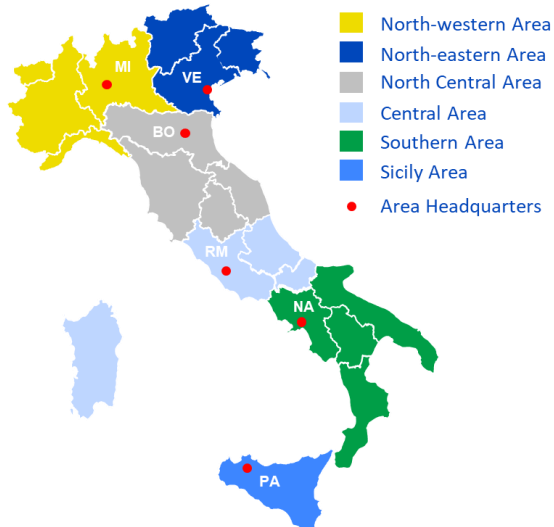 North-western Area
North-eastern Area
North Central Area
Central Area
Southern Area
Sicily Area
Area Headquarters
MI
VE
BO
RM
NA
PA